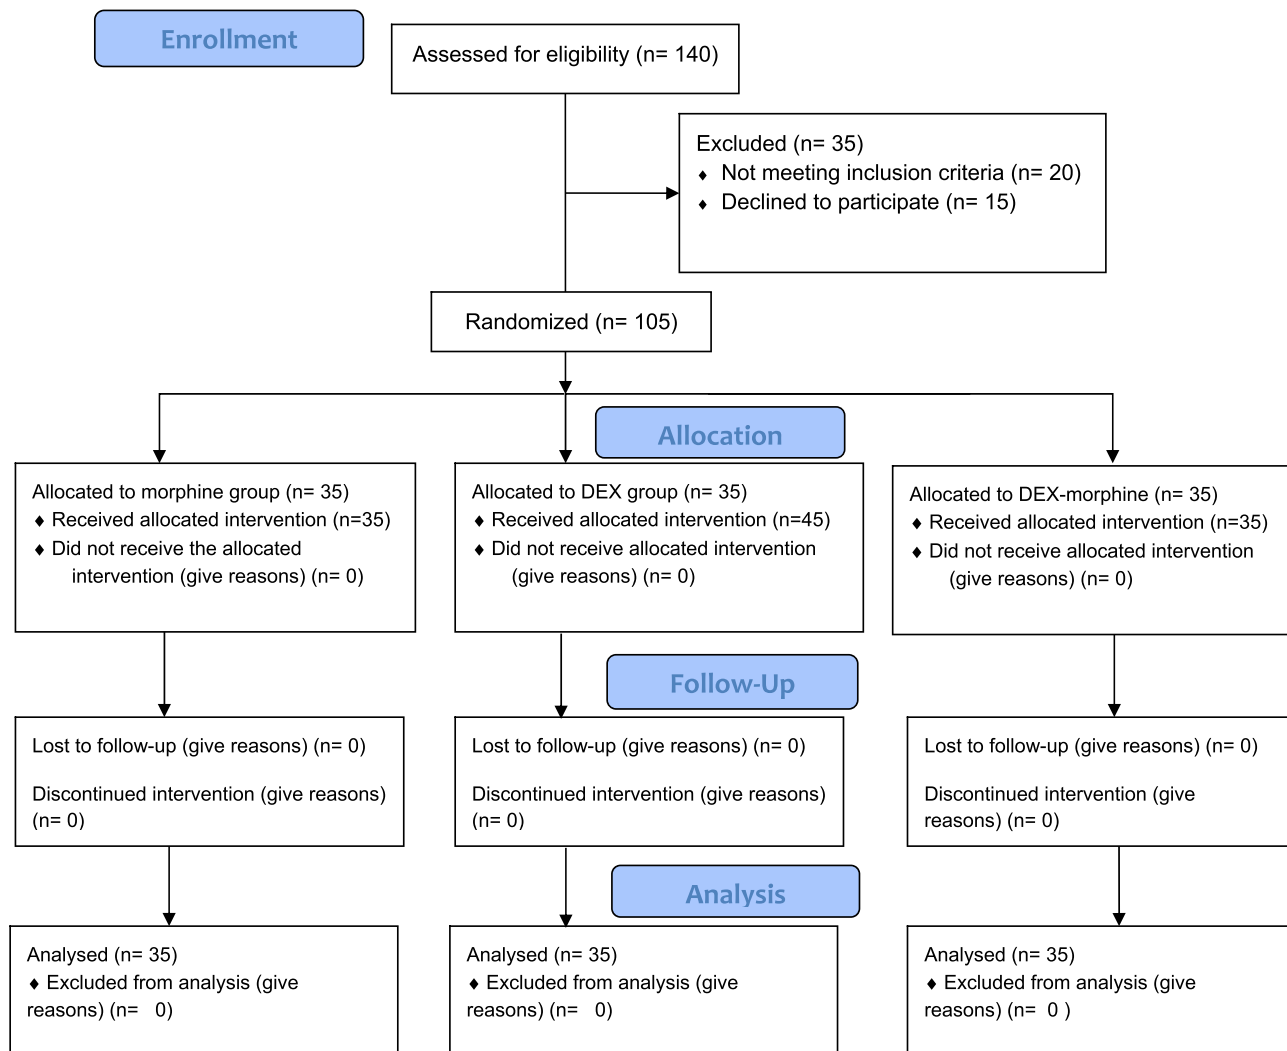 Enrollment
Assessed for eligibility (n= 140)
Excluded (n= 35)
♦ Not meeting inclusion criteria (n= 20)
♦ Declined to participate (n= 15)
Randomized (n= 105)
Allocation
Allocated to morphine group (n= 35)
♦ Received allocated intervention (n=35)
♦ Did not receive the allocated
intervention (give reasons) (n= 0)
Allocated to DEX group (n= 35)
♦ Received allocated intervention (n=45)
♦ Did not receive allocated intervention
(give reasons) (n= 0)
Allocated to DEX-morphine (n= 35)
♦ Received allocated intervention (n=35)
♦ Did not receive allocated intervention
(give reasons) (n= 0)
Follow-Up
Lost to follow-up (give reasons) (n= 0)
Discontinued intervention (give reasons)
(n= 0)
Lost to follow-up (give reasons) (n= 0)
Discontinued intervention (give reasons)
(n= 0)
Lost to follow-up (give reasons) (n= 0)
Discontinued intervention (give
reasons) (n= 0)
Analysis
Analysed (n= 35)
♦ Excluded from analysis (give
reasons) (n=   0)
Analysed (n= 35)
♦ Excluded from analysis (give
reasons) (n=   0)
Analysed (n= 35)
♦ Excluded from analysis (give
reasons) (n=  0 )